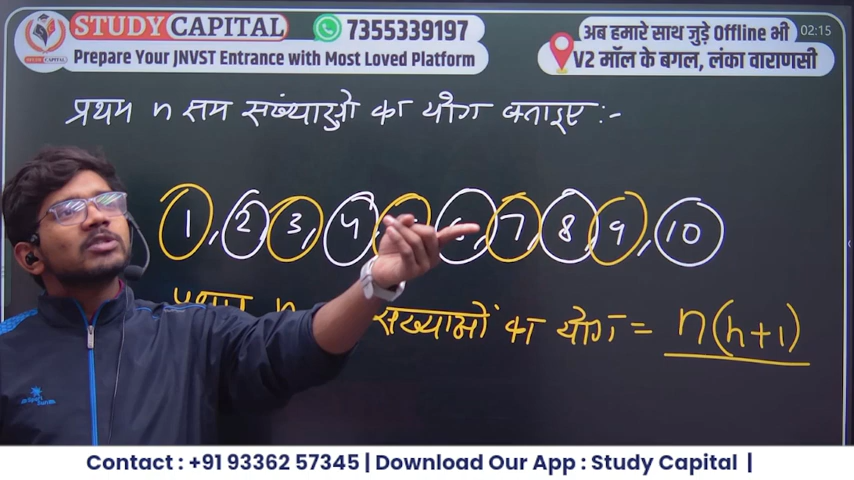 STUDY CAPITAL
7355339197
Prepare Your JNVST Entrance with Most Loved Platform
अब हमारे साथ जुड़े Offline भी
02:15
V2 मॉल के बगल, लंका वाराणसी
प्रथम n सम संख्याओ का योग बताइए :-
1, 2, 3, 4, 6, 7, 8, 9, 10
प्रथम n संख्याओं का योग = n(n+1)
Contact : +91 93362 57345 | Download Our App : Study Capital |